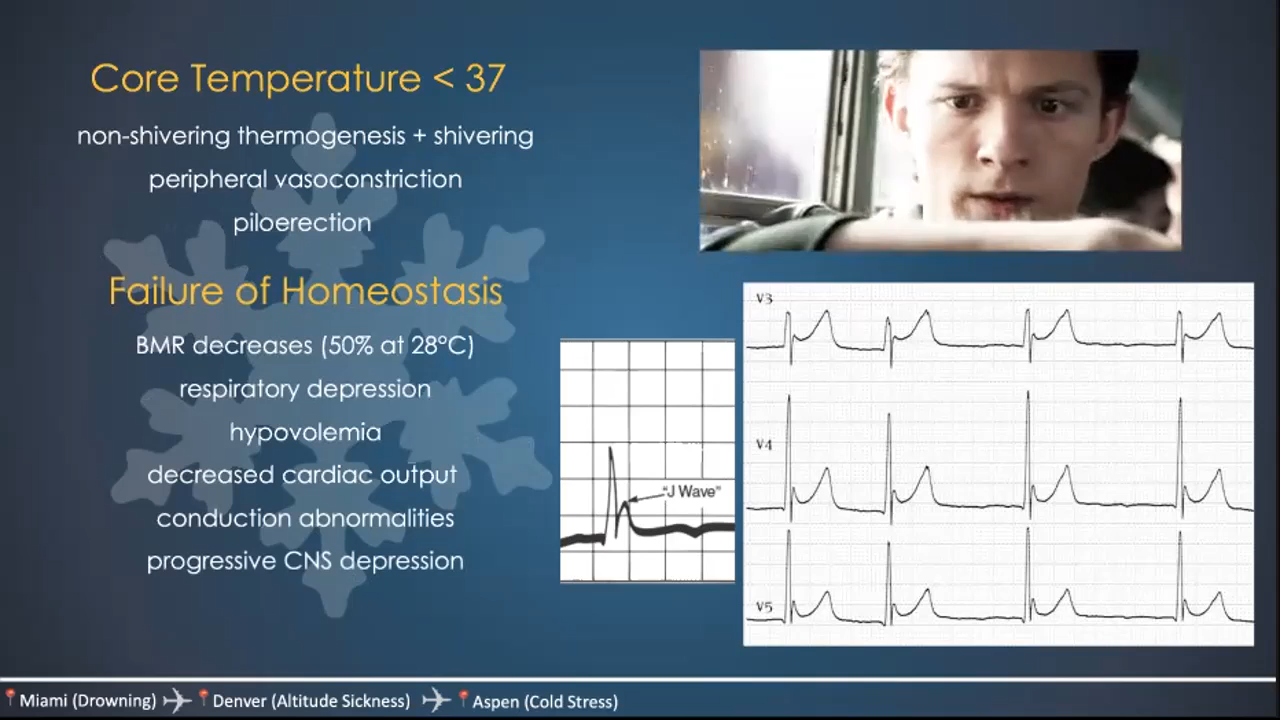 Core Temperature < 37
non-shivering thermogenesis + shivering
peripheral vasoconstriction
piloerection
Failure of Homeostasis
BMR decreases (50% at 28°C)
respiratory depression
hypovolemia
decreased cardiac output
conduction abnormalities
progressive CNS depression
"J Wave"
V3
V4
V5
Miami (Drowning) Denver (Altitude Sickness) Aspen (Cold Stress)